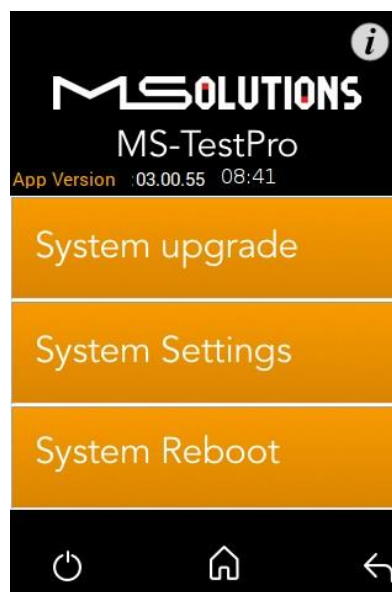 i
MSOLUTIONS
MS-TestPro
App Version :03.00.55 08:41
System upgrade
System Settings
System Reboot